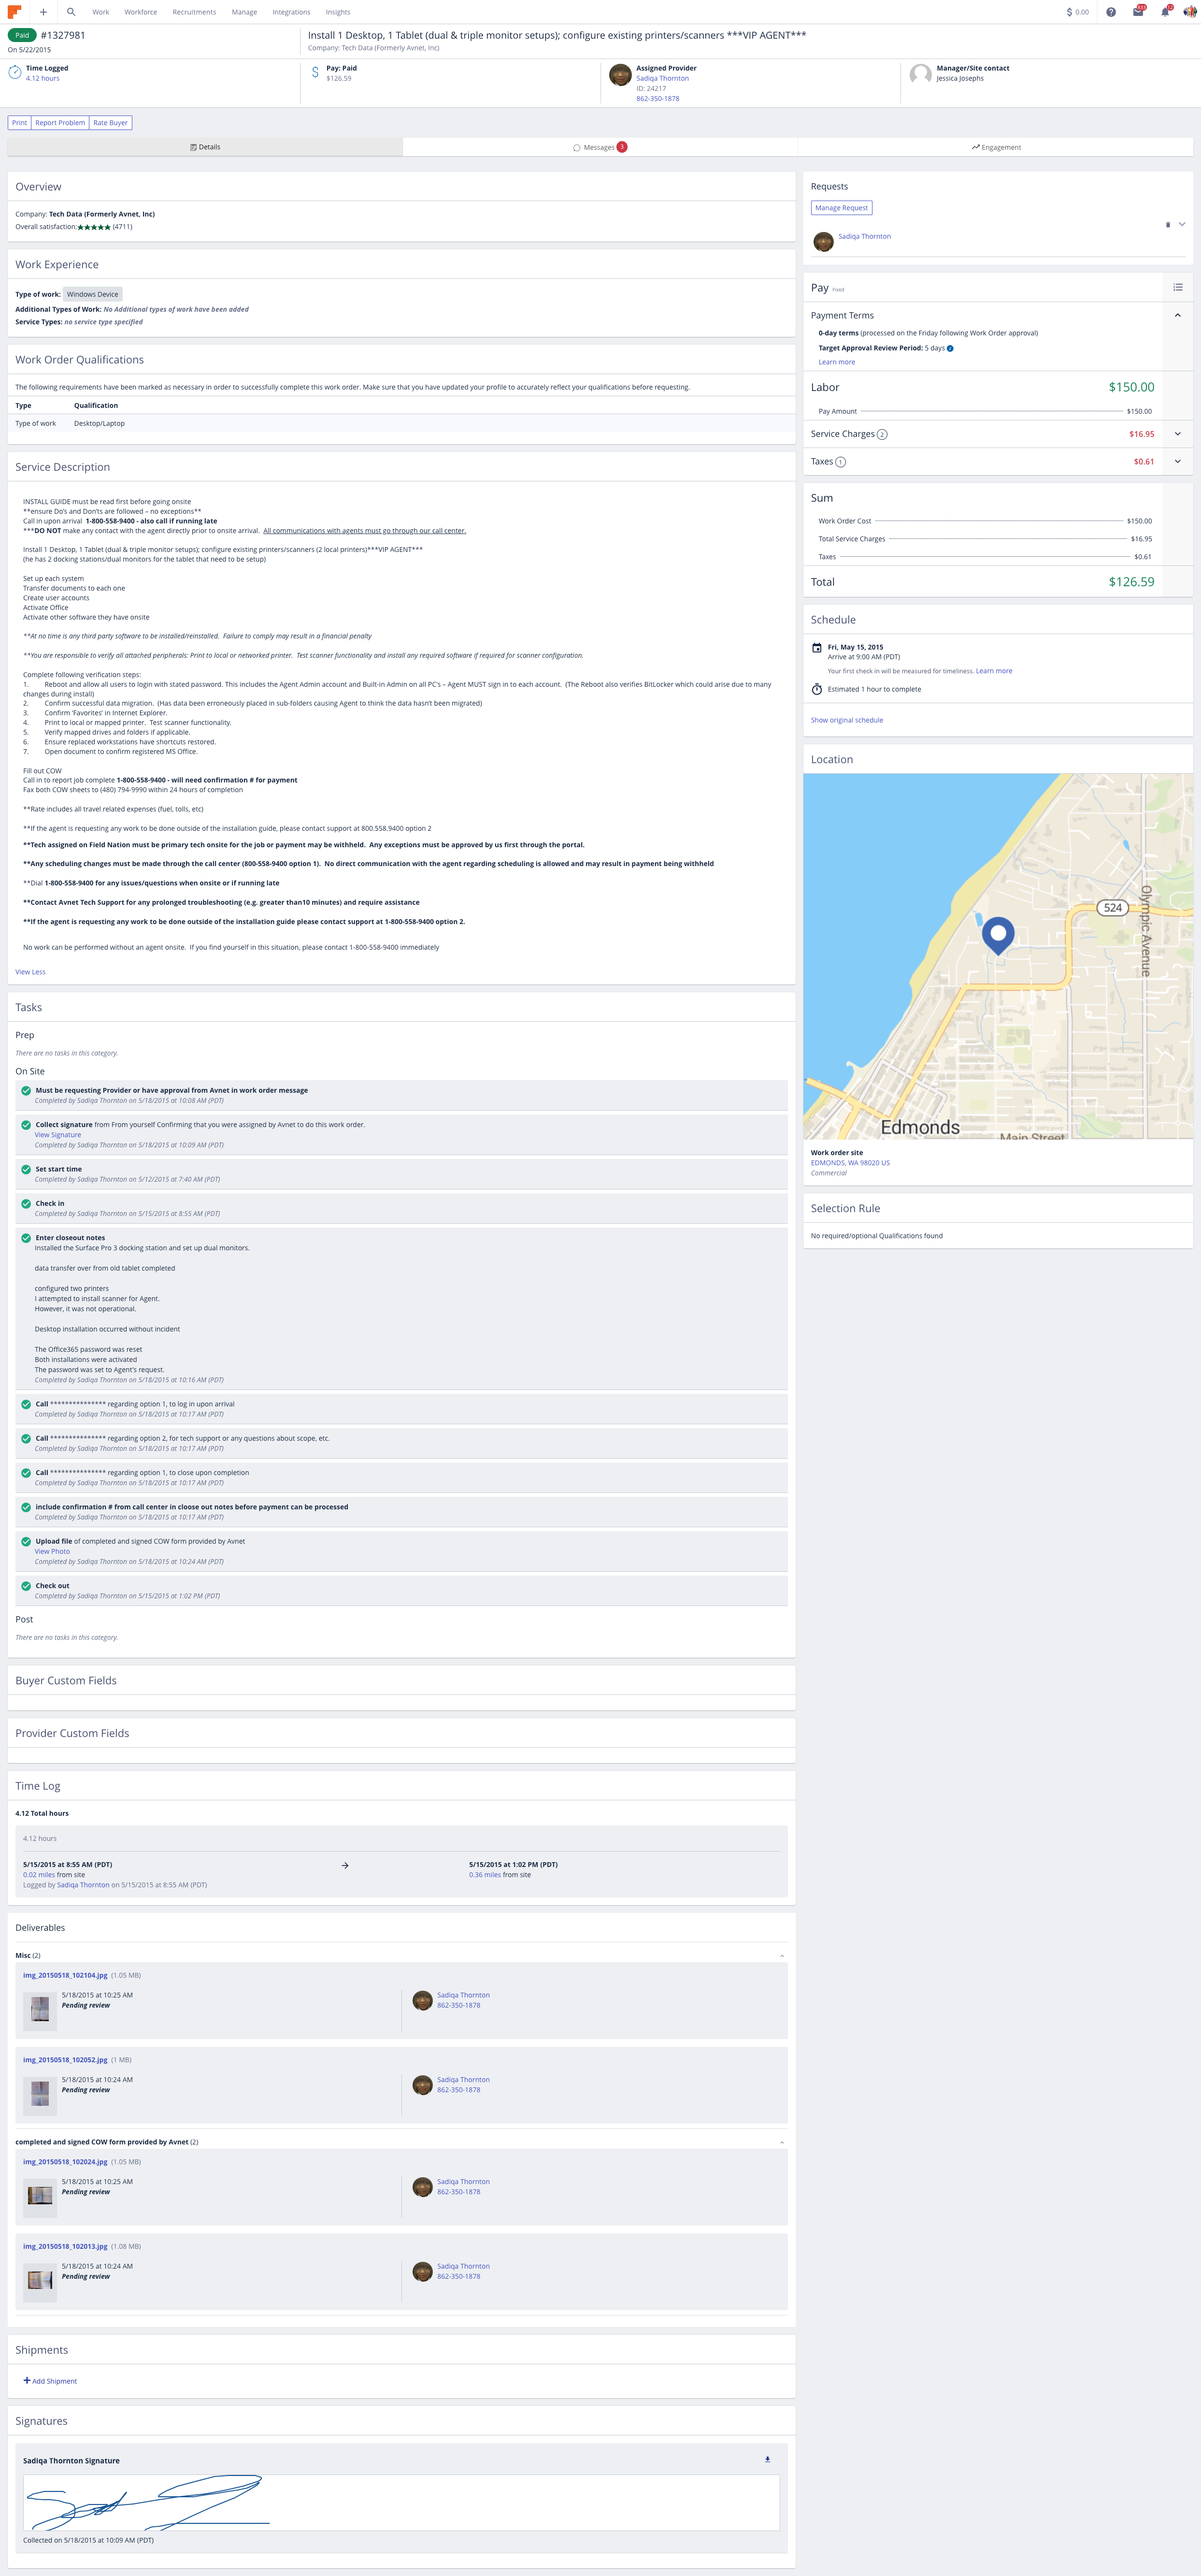 Work Workforce Recruitments Manage Integrations Insights
$ 0.00
Paid #1327981
On 5/22/2015
Install 1 Desktop, 1 Tablet (dual & triple monitor setups); configure existing printers/scanners ***VIP AGENT***
Company: Tech Data (Formerly Avnet, Inc)
Time Logged
4.12 hours
Pay: Paid
$126.59
Assigned Provider
Sadiqa Thornton
ID: 24217
862-350-1878
Manager/Site contact
Jessica Josephs
Print Report Problem Rate Buyer
Details
Messages 3
Engagement
Overview
Company: Tech Data (Formerly Avnet, Inc)
Overall satisfaction:★★★★★ (4711)
Work Experience
Type of work: Windows Device
Additional Types of Work: No Additional types of work have been added
Service Types: no service type specified
Work Order Qualifications
The following requirements have been marked as necessary in order to successfully complete this work order. Make sure that you have updated your profile to accurately reflect your qualifications before requesting.
Type Qualification
Type of work Desktop/Laptop
Service Description
INSTALL GUIDE must be read first before going onsite
**ensure Do's and Don'ts are followed – no exceptions**
Call in upon arrival 1-800-558-9400 - also call if running late
***DO NOT make any contact with the agent directly prior to onsite arrival. All communications with agents must go through our call center.
Install 1 Desktop, 1 Tablet (dual & triple monitor setups); configure existing printers/scanners (2 local printers)***VIP AGENT***
(he has 2 docking stations/dual monitors for the tablet that need to be setup)
Set up each system
Transfer documents to each one
Create user accounts
Activate Office
Activate other software they have onsite
**At no time is any third party software to be installed/reinstalled. Failure to comply may result in a financial penalty
**You are responsible to verify all attached peripherals: Print to local or networked printer. Test scanner functionality and install any required software if required for scanner configuration.
Complete following verification steps:
1. Reboot and allow all users to login with stated password. This includes the Agent Admin account and Built-in Admin on all PC's – Agent MUST sign in to each account. (The Reboot also verifies BitLocker which could arise due to many
changes during install)
2. Confirm successful data migration. (Has data been erroneously placed in sub-folders causing Agent to think the data hasn't been migrated)
3. Confirm 'Favorites' in Internet Explorer.
4. Print to local or mapped printer. Test scanner functionality.
5. Verify mapped drives and folders if applicable.
6. Ensure replaced workstations have shortcuts restored.
7. Open document to confirm registered MS Office.
Fill out COW
Call in to report job complete 1-800-558-9400 - will need confirmation # for payment
Fax both COW sheets to (480) 794-9990 within 24 hours of completion
**Rate includes all travel related expenses (fuel, tolls, etc)
**If the agent is requesting any work to be done outside of the installation guide, please contact support at 800.558.9400 option 2
**Tech assigned on Field Nation must be primary tech onsite for the job or payment may be withheld. Any exceptions must be approved by us first through the portal.
**Any scheduling changes must be made through the call center (800-558-9400 option 1). No direct communication with the agent regarding scheduling is allowed and may result in payment being withheld
**Dial 1-800-558-9400 for any issues/questions when onsite or if running late
**Contact Avnet Tech Support for any prolonged troubleshooting (e.g. greater than10 minutes) and require assistance
**If the agent is requesting any work to be done outside of the installation guide please contact support at 1-800-558-9400 option 2.
No work can be performed without an agent onsite. If you find yourself in this situation, please contact 1-800-558-9400 immediately
View Less
Tasks
Prep
There are no tasks in this category.
On Site
Must be requesting Provider or have approval from Avnet in work order message
Completed by Sadiqa Thornton on 5/18/2015 at 10:08 AM (PDT)
Collect signature from From yourself Confirming that you were assigned by Avnet to do this work order.
View Signature
Completed by Sadiqa Thornton on 5/18/2015 at 10:09 AM (PDT)
Set start time
Completed by Sadiqa Thornton on 5/12/2015 at 7:40 AM (PDT)
Check in
Completed by Sadiqa Thornton on 5/15/2015 at 8:55 AM (PDT)
Enter closeout notes
Installed the Surface Pro 3 docking station and set up dual monitors.
data transfer over from old tablet completed
configured two printers
I attempted to install scanner for Agent.
However, it was not operational.
Desktop installation occurred without incident
The Office365 password was reset
Both installations were activated
The password was set to Agent's request.
Completed by Sadiqa Thornton on 5/18/2015 at 10:16 AM (PDT)
Call *************** regarding option 1, to log in upon arrival
Completed by Sadiqa Thornton on 5/18/2015 at 10:17 AM (PDT)
Call *************** regarding option 2, for tech support or any questions about scope, etc.
Completed by Sadiqa Thornton on 5/18/2015 at 10:17 AM (PDT)
Call *************** regarding option 1, to close upon completion
Completed by Sadiqa Thornton on 5/18/2015 at 10:17 AM (PDT)
include confirmation # from call center in cloose out notes before payment can be processed
Completed by Sadiqa Thornton on 5/18/2015 at 10:17 AM (PDT)
Upload file of completed and signed COW form provided by Avnet
View Photo
Completed by Sadiqa Thornton on 5/18/2015 at 10:24 AM (PDT)
Check out
Completed by Sadiqa Thornton on 5/15/2015 at 1:02 PM (PDT)
Post
There are no tasks in this category.
Buyer Custom Fields
Provider Custom Fields
Time Log
4.12 Total hours
4.12 hours
5/15/2015 at 8:55 AM (PDT)
0.02 miles from site
Logged by Sadiqa Thornton on 5/15/2015 at 8:55 AM (PDT)
5/15/2015 at 1:02 PM (PDT)
0.36 miles from site
Deliverables
Misc (2)
img_20150518_102104.jpg (1.05 MB)
5/18/2015 at 10:25 AM
Pending review
Sadiqa Thornton
862-350-1878
img_20150518_102052.jpg (1 MB)
5/18/2015 at 10:24 AM
Pending review
Sadiqa Thornton
862-350-1878
completed and signed COW form provided by Avnet (2)
img_20150518_102024.jpg (1.05 MB)
5/18/2015 at 10:25 AM
Pending review
Sadiqa Thornton
862-350-1878
img_20150518_102013.jpg (1.08 MB)
5/18/2015 at 10:24 AM
Pending review
Sadiqa Thornton
862-350-1878
Shipments
Add Shipment
Signatures
Sadiqa Thornton Signature
Collected on 5/18/2015 at 10:09 AM (PDT)
Requests
Manage Request
Sadiqa Thornton
Pay Fixed
Payment Terms
0-day terms (processed on the Friday following Work Order approval)
Target Approval Review Period: 5 days
Learn more
Labor $150.00
Pay Amount $150.00
Service Charges 2 $16.95
Taxes 1 $0.61
Sum
Work Order Cost $150.00
Total Service Charges $16.95
Taxes $0.61
Total $126.59
Schedule
Fri, May 15, 2015
Arrive at 9:00 AM (PDT)
Your first check in will be measured for timeliness. Learn more
Estimated 1 hour to complete
Show original schedule
Location
524
Olympic Avenue
Edmonds
Main Street
Work order site
EDMONDS, WA 98020 US
Commercial
Selection Rule
No required/optional Qualifications found